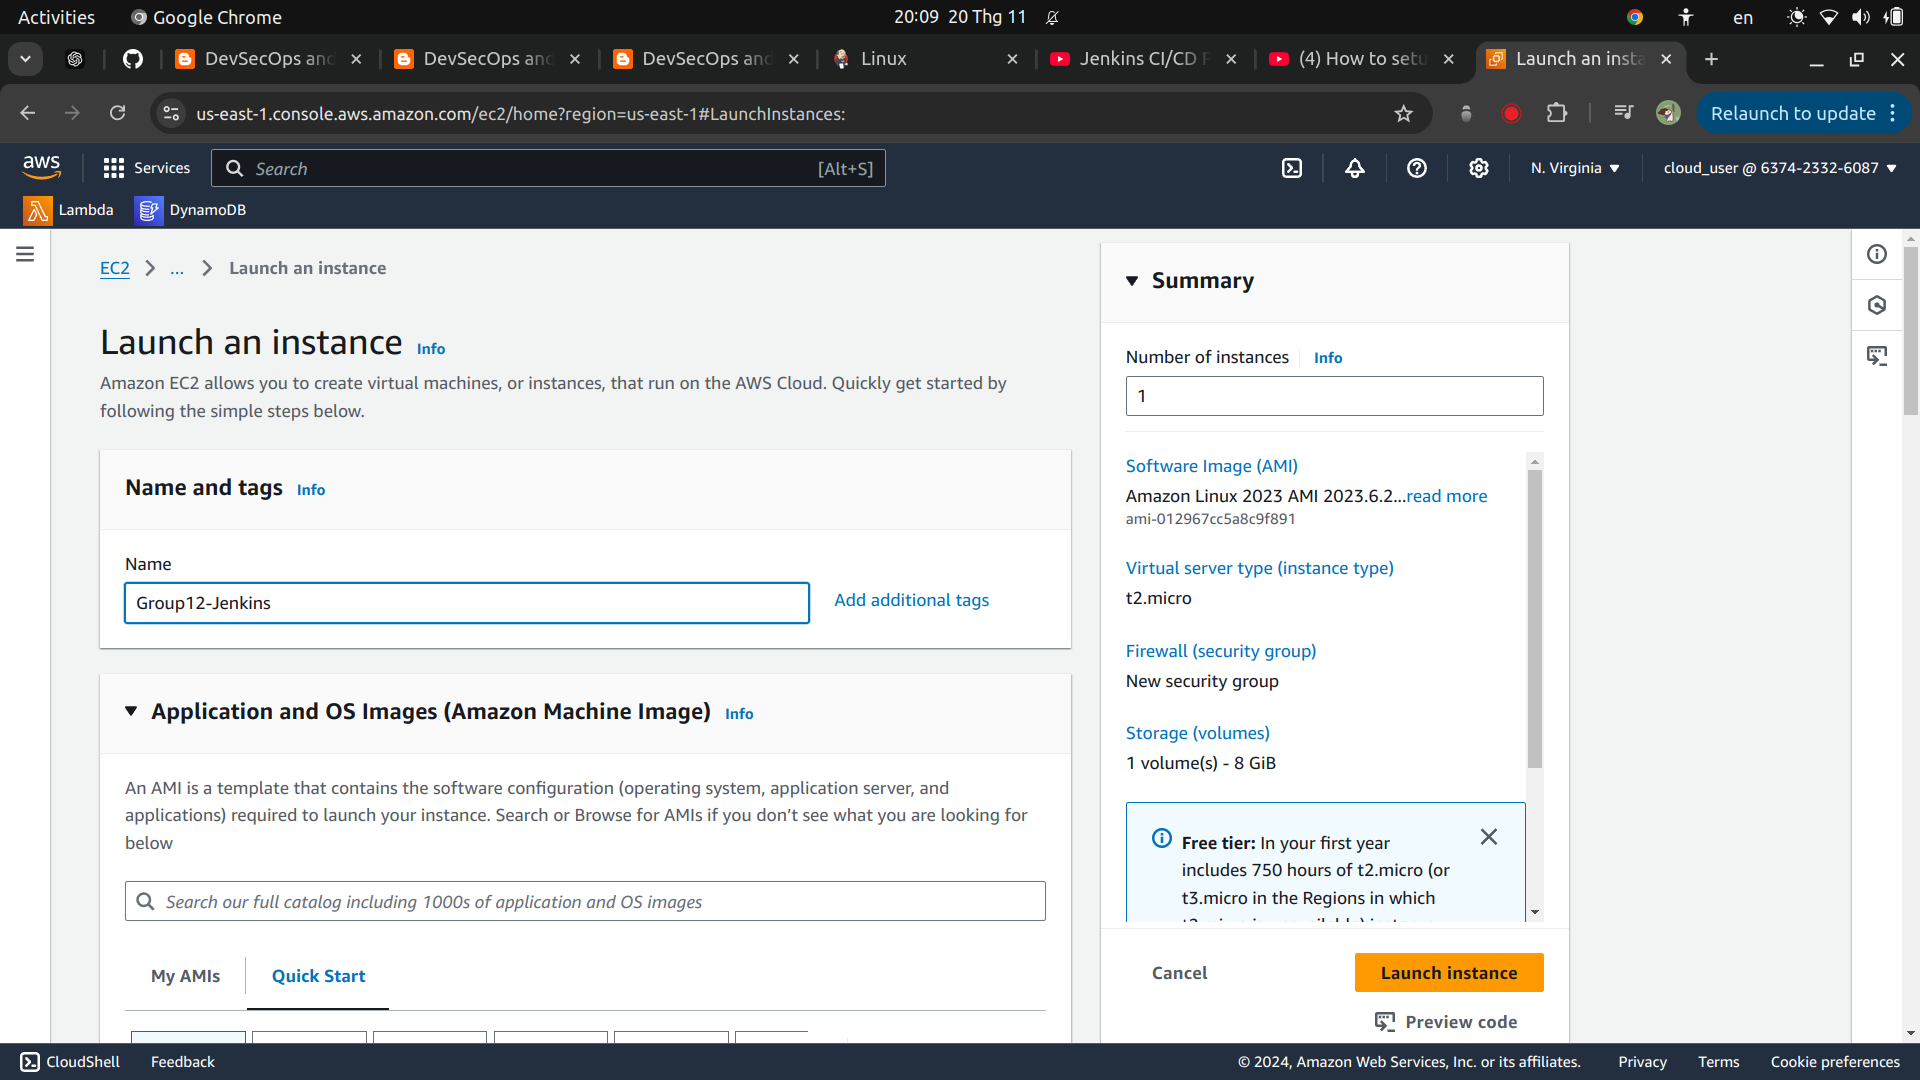 Activities
Google Chrome
20:09 20 Thg 11
en
DevSecOps and
DevSecOps and
DevSecOps and
Linux
Jenkins CI/CD P
(4) How to setu
Launch an insta
us-east-1.console.aws.amazon.com/ec2/home?region=us-east-1#LaunchInstances:
Relaunch to update
aws
Services
Search
[Alt+S]
N. Virginia
cloud_user @ 6374-2332-6087
Lambda
DynamoDB
EC2
...
Launch an instance
Launch an instance Info
Amazon EC2 allows you to create virtual machines, or instances, that run on the AWS Cloud. Quickly get started by
following the simple steps below.
Name and tags Info
Name
Group12-Jenkins
Add additional tags
Application and OS Images (Amazon Machine Image) Info
An AMI is a template that contains the software configuration (operating system, application server, and
applications) required to launch your instance. Search or Browse for AMIs if you don’t see what you are looking for
below
Search our full catalog including 1000s of application and OS images
My AMIs
Quick Start
Summary
Number of instances Info
1
Software Image (AMI)
Amazon Linux 2023 AMI 2023.6.2...read more
ami-012967cc5a8c9f891
Virtual server type (instance type)
t2.micro
Firewall (security group)
New security group
Storage (volumes)
1 volume(s) - 8 GiB
Free tier: In your first year
includes 750 hours of t2.micro (or
t3.micro in the Regions in which
Cancel
Launch instance
Preview code
CloudShell
Feedback
© 2024, Amazon Web Services, Inc. or its affiliates.
Privacy
Terms
Cookie preferences